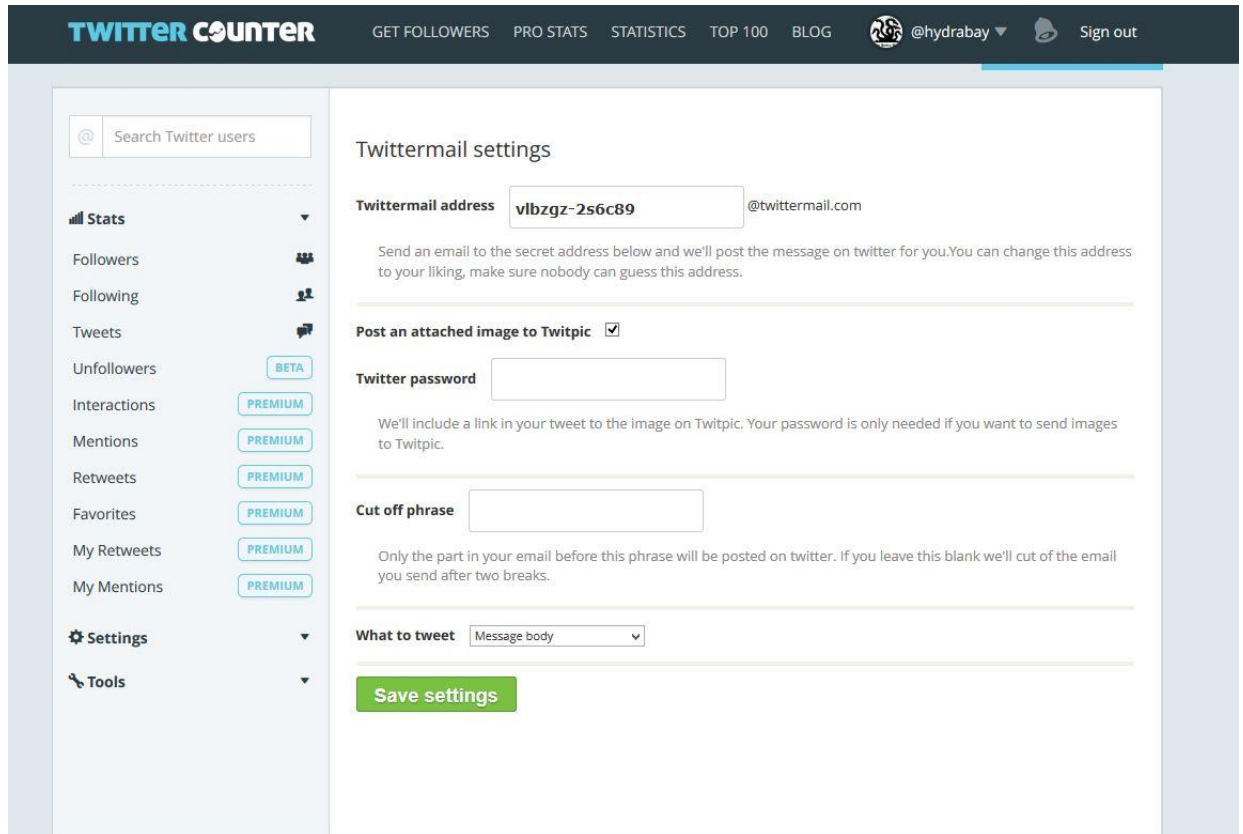 TWITTER COUNTER GET FOLLOWERS PRO STATS STATISTICS TOP 100 BLOG @hydrabay Sign out
@ Search Twitter users
Stats
Followers
Following
Tweets
Unfollowers BETA
Interactions PREMIUM
Mentions PREMIUM
Retweets PREMIUM
Favorites PREMIUM
My Retweets PREMIUM
My Mentions PREMIUM
Settings
Tools
Twittermail settings
Twittermail address vlbzgz-2s6c89 @twittermail.com
Send an email to the secret address below and we'll post the message on twitter for you.You can change this address
to your liking, make sure nobody can guess this address.
Post an attached image to Twitpic
Twitter password
We'll include a link in your tweet to the image on Twitpic. Your password is only needed if you want to send images
to Twitpic.
Cut off phrase
Only the part in your email before this phrase will be posted on twitter. If you leave this blank we'll cut of the email
you send after two breaks.
What to tweet Message body
Save settings